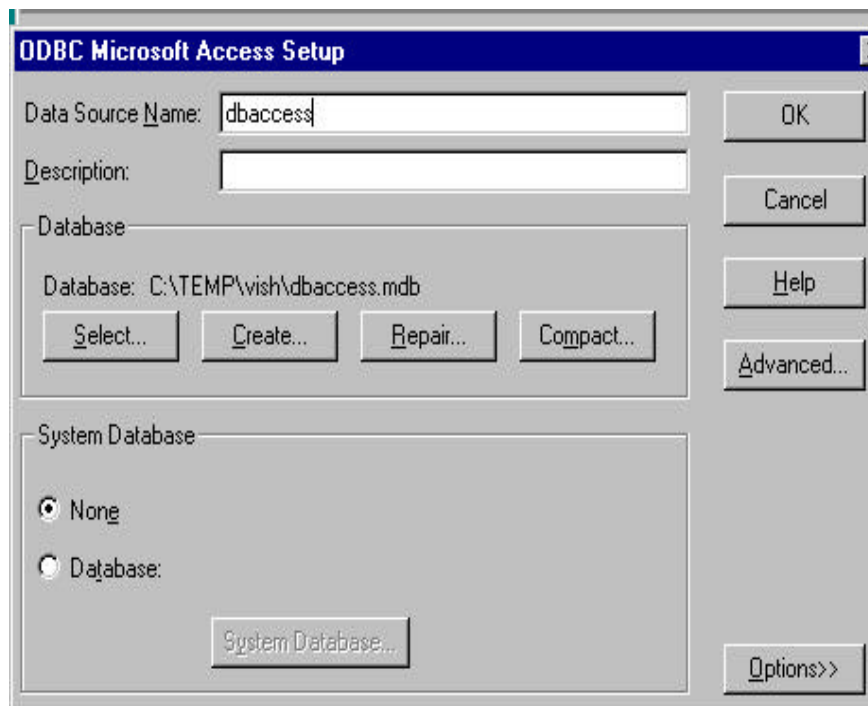 ODBC Microsoft Access Setup
Data Source Name: dbaccess
OK
Description:
Cancel
Database
Database: C:\TEMP\vish\dbaccess.mdb
Help
Select... Create... Repair... Compact...
Advanced...
System Database
None
Database:
System Database...
Options>>